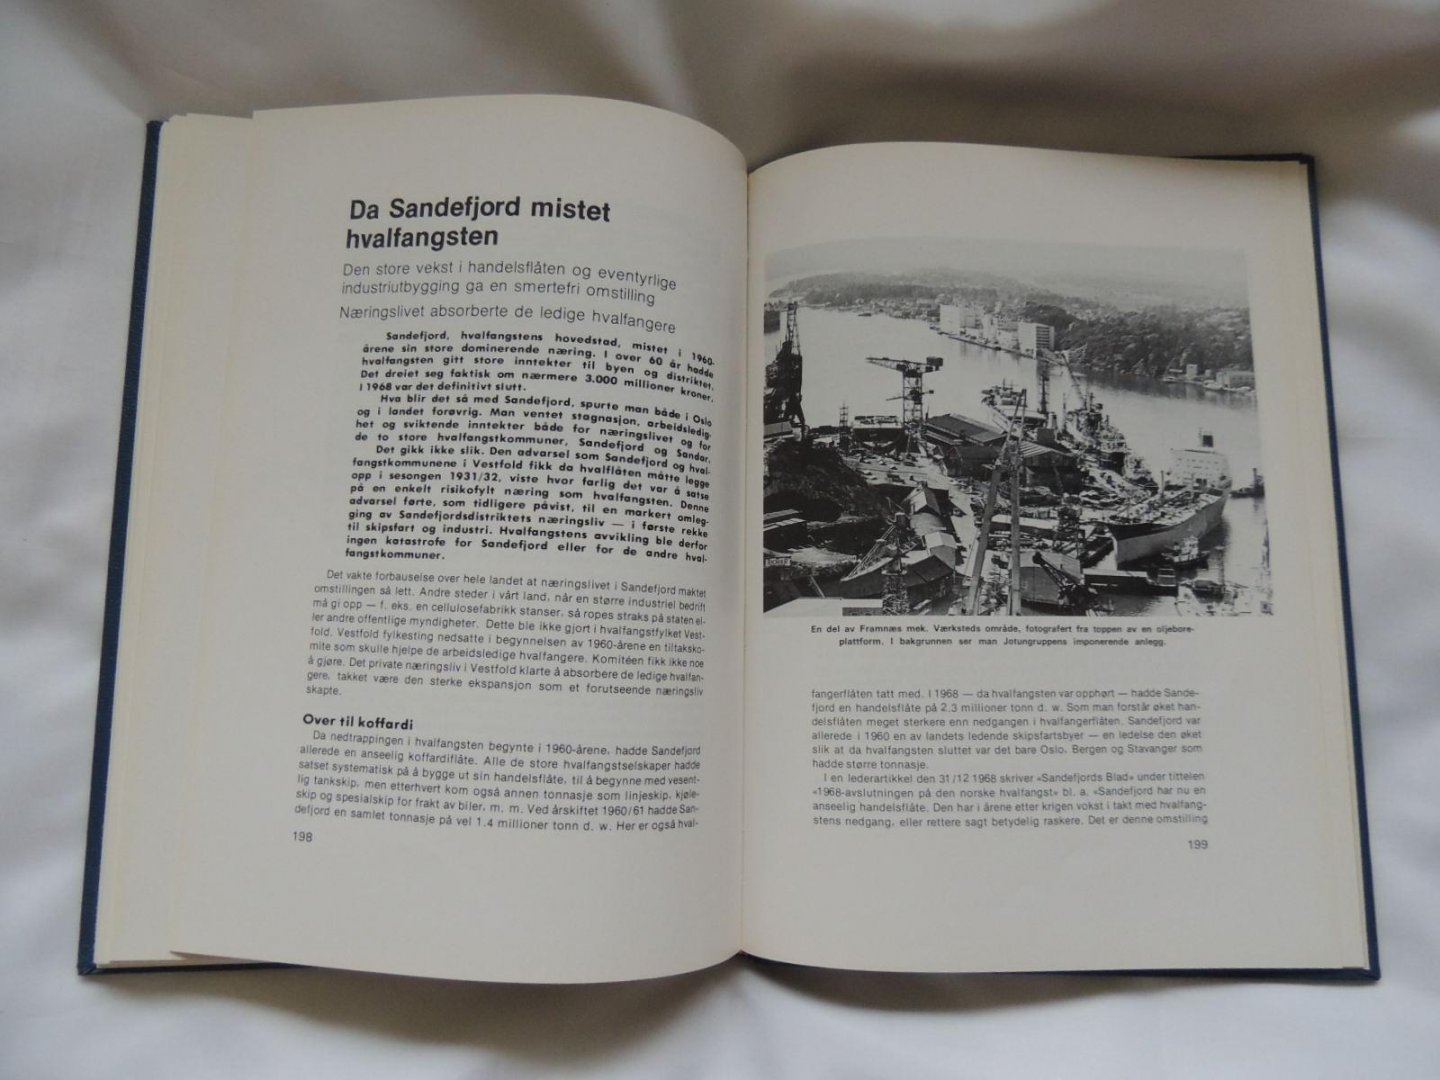 Da Sandefjord mistet
hvalfangsten
Den store vekst i handelsflåten og eventyrlige
industriutbygging ga en smertefri omstilling
Næringslivet absorberte de ledige hvalfangere
Sandefjord, hvalfangstens hovedstad, mistet i 1960-
årene sin store dominerende næring. I over 60 år hadde
hvalfangsten gitt store inntekter til byen og distriktet.
Det dreiet seg faktisk om nærmere 3.000 millioner kroner.
I 1968 var det definitivt slutt.
Hva blir det så med Sandefjord, spurte man både i Oslo
og i landet forøvrig. Man ventet stagnasjon, arbeidsledig-
het og sviktende inntekter både for næringslivet og for
de to store hvalfangstkommuner, Sandefjord og Sandar.
Det gikk ikke slik. Den advarsel som Sandefjord og hval-
fangstkommunene i Vestfold fikk da hvalflåten måtte legge
opp i sesongen 1931/32, viste hvor farlig det var å satse
på en enkelt risikofylt næring som hvalfangsten. Denne
advarsel førte, som tidligere påvist, til en markert omleg-
ging av Sandefjordsdistriktets næringsliv — i første rekke
til skipsfart og industri. Hvalfangstens avvikling ble derfor
ingen katastrofe for Sandefjord eller for de andre hval-
fangstkommuner.
Det vakte forbauselse over hele landet at næringslivet i Sandefjord maktet
omstillingen så lett. Andre steder i vårt land, når en større industriel bedrift
må gi opp — f. eks. en cellulosefabrikk stanser, så ropes straks på staten el-
ler andre offentlige myndigheter. Dette ble ikke gjort i hvalfangstfylket Vest-
fold. Vestfold fylkesting nedsatte i begynnelsen av 1960-årene en tiltaksko-
mite som skulle hjelpe de arbeidsledige hvalfangere. Komitéen fikk ikke noe
å gjøre. Det private næringsliv i Vestfold klarte å absorbere de ledige hvalfan-
gere, takket være den sterke ekspansjon som et forutseende næringsliv
skapte.
Over til koffardi
Da nedtrappingen i hvalfangsten begynte i 1960-årene, hadde Sandefjord
allerede en anseelig koffardiflåte. Alle de store hvalfangstselskaper hadde
satset systematisk på å bygge ut sin handelsflåte, til å begynne med vesent-
lig tankskip, men etterhvert kom også annen tonnasje som linjeskip, kjøle-
skip og spesialskip for frakt av biler, m. m. Ved årskiftet 1960/61 hadde San-
defjord en samlet tonnasje på vel 1.4 millioner tonn d. w. Her er også hval-
198
En del av Framnæs mek. Værksteds område, fotografert fra toppen av en oljebore-
plattform. I bakgrunnen ser man Jotungruppens imponerende anlegg.
fangerflåten tatt med. I 1968 — da hvalfangsten var opphørt — hadde Sande-
fjord en handelsflåte på 2,3 millioner tonn d. w. Som man forstår øket han-
delsflåten meget sterkere enn nedgangen i hvalfangerflåten. Sandefjord var
allerede i 1960 en av landets ledende skipsfartsbyer — en ledelse den øket
slik at da hvalfangsten sluttet var det bare Oslo, Bergen og Stavanger som
hadde større tonnasje.
I en lederartikkel den 31/12 1968 skriver «Sandefjords Blad» under tittelen
«1968-avslutningen på den norske hvalfangst» bl. a. «Sandefjord har nu en
anseelig handelsflåte. Den har i årene etter krigen vokst i takt med hvalfang-
stens nedgang, eller rettere sagt betydelig raskere. Det er denne omstilling
199